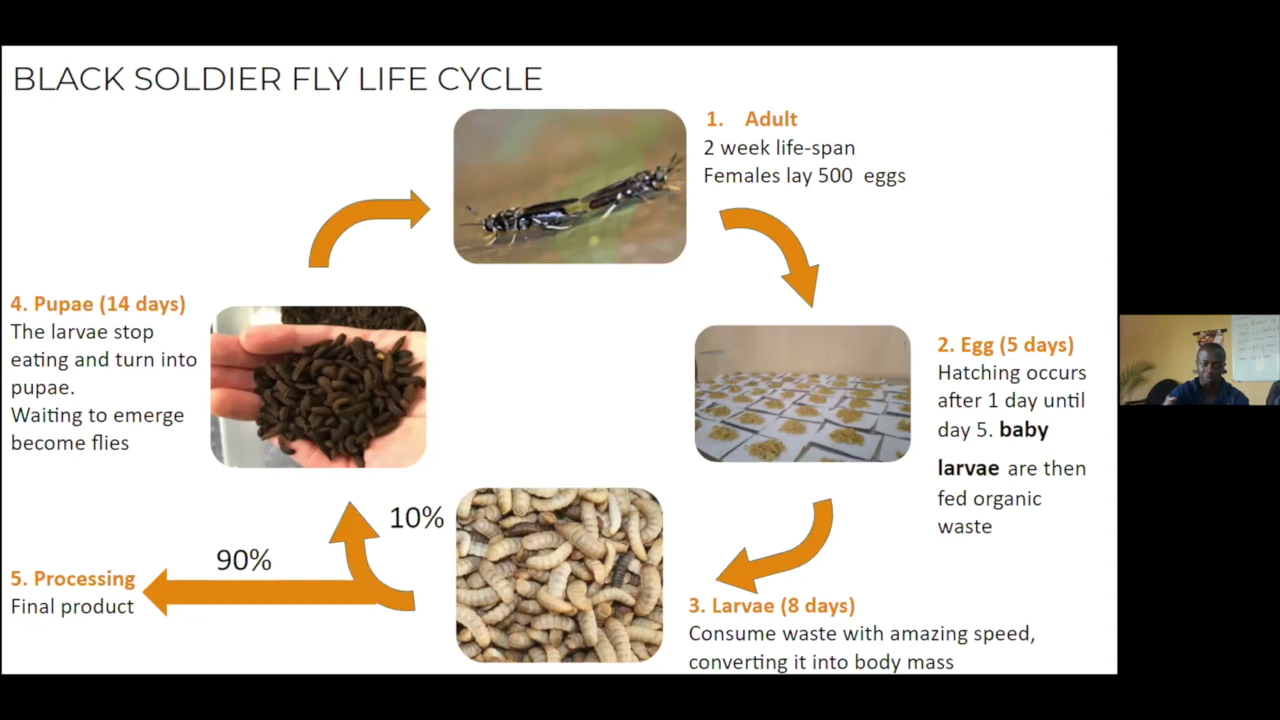 BLACK SOLDIER FLY LIFE CYCLE
1. Adult
2 week life-span
Females lay 500 eggs
2. Egg (5 days)
Hatching occurs
after 1 day until
day 5. baby
larvae are then
fed organic
waste
3. Larvae (8 days)
Consume waste with amazing speed,
converting it into body mass
4. Pupae (14 days)
The larvae stop
eating and turn into
pupae.
Waiting to emerge
become flies
10%
90%
5. Processing
Final product